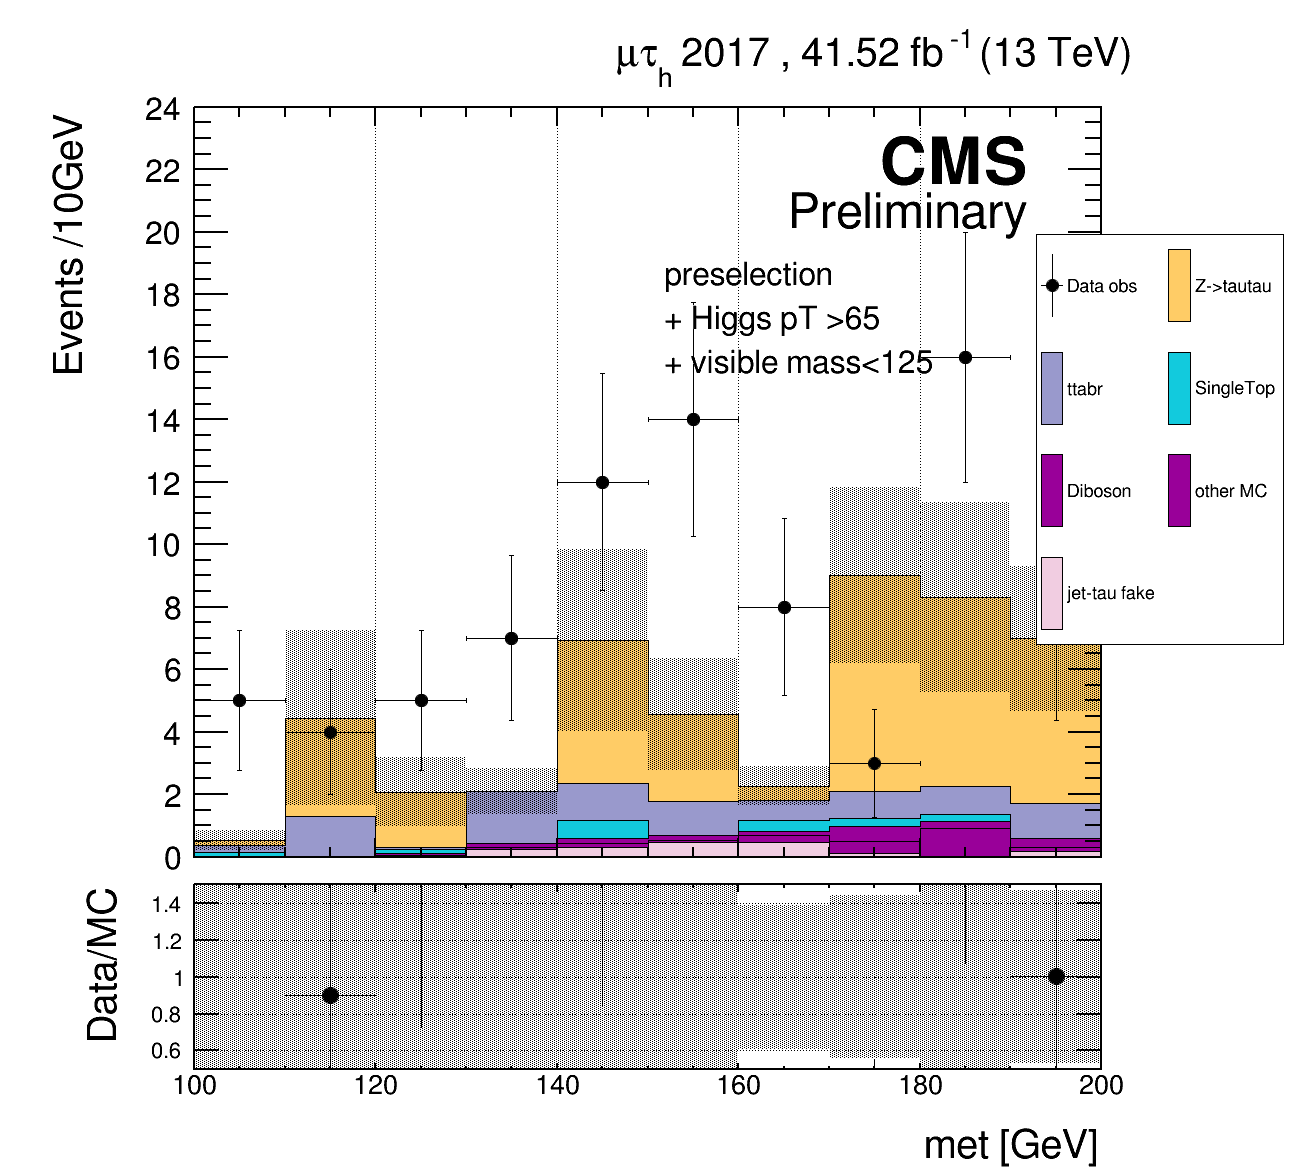 μτh 2017 , 41.52 fb-1 (13 TeV)
Events /10GeV
24
22
20
18
16
14
12
10
8
6
4
2
0
CMS
Preliminary
preselection
+ Higgs pT >65
+ visible mass<125
Data obs
Z->tautau
ttabr
SingleTop
Diboson
other MC
jet-tau fake
Data/MC
1.4
1.2
1
0.8
0.6
100 120 140 160 180 200
met [GeV]